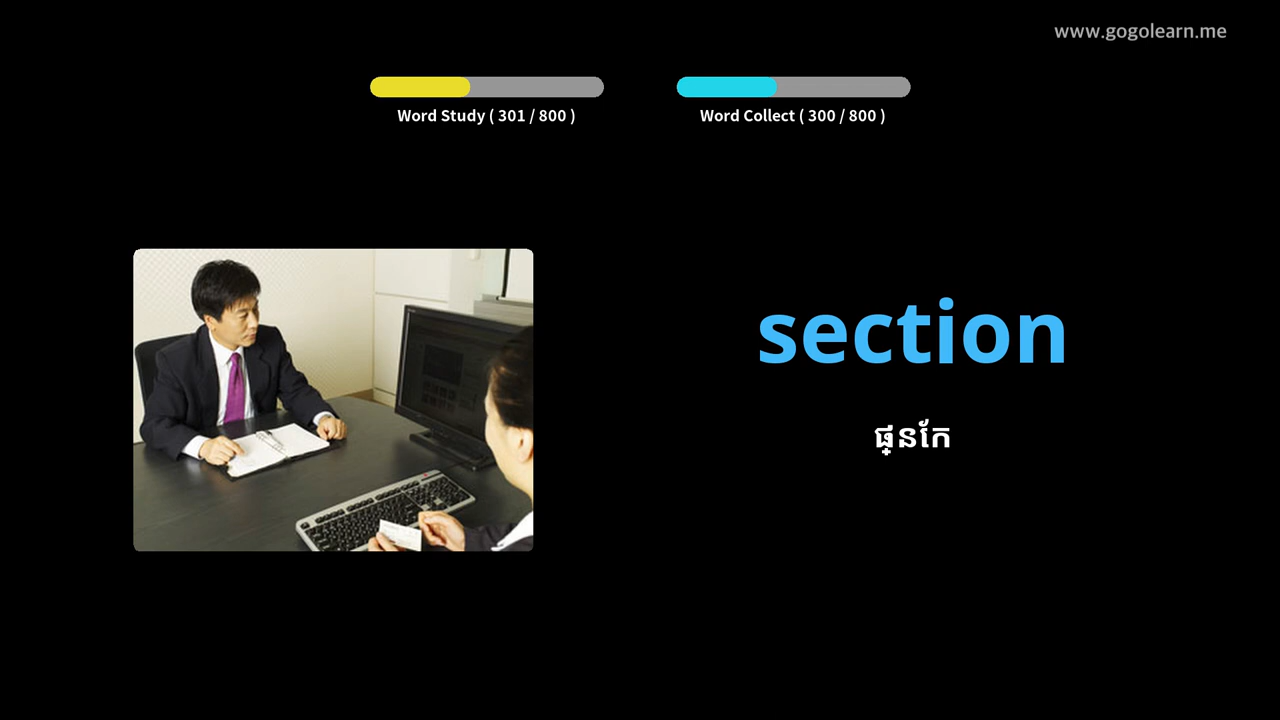 www.gogolearn.me
Word Study ( 301 / 800 )
Word Collect ( 300 / 800 )
section
ផ្នែក